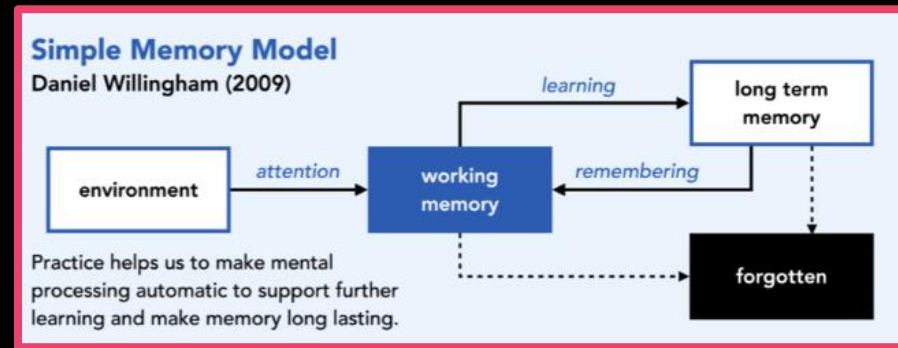 Simple Memory Model
Daniel Willingham (2009)
learning
long term
memory
environment
attention
working
memory
remembering
Practice helps us to make mental
processing automatic to support further
learning and make memory long lasting.
forgotten